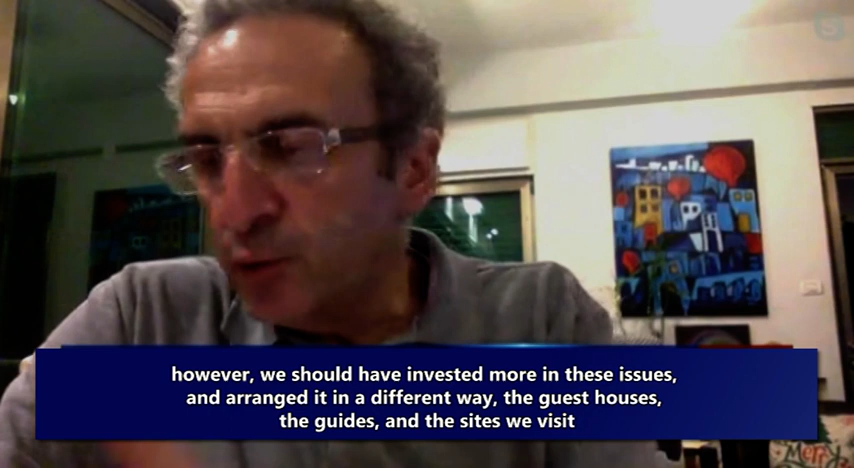 however, we should have invested more in these issues,
and arranged it in a different way, the guest houses,
the guides, and the sites we visit
Merry